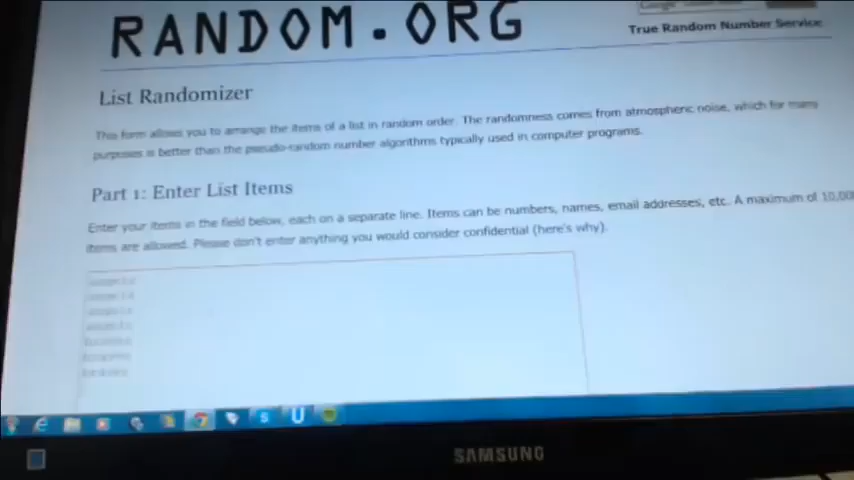 RANDOM.ORG
True Random Number Service
List Randomizer
This form allows you to arrange the items of a list in random order. The randomness comes from atmospheric noise, which for many
purposes is better than the pseudo-random number algorithms typically used in computer programs.
Part 1: Enter List Items
Enter your items in the field below, each on a separate line. Items can be numbers, names, email addresses, etc. A maximum of 10,00
items are allowed. Please don't enter anything you would consider confidential (here's why).
SAMSUNG